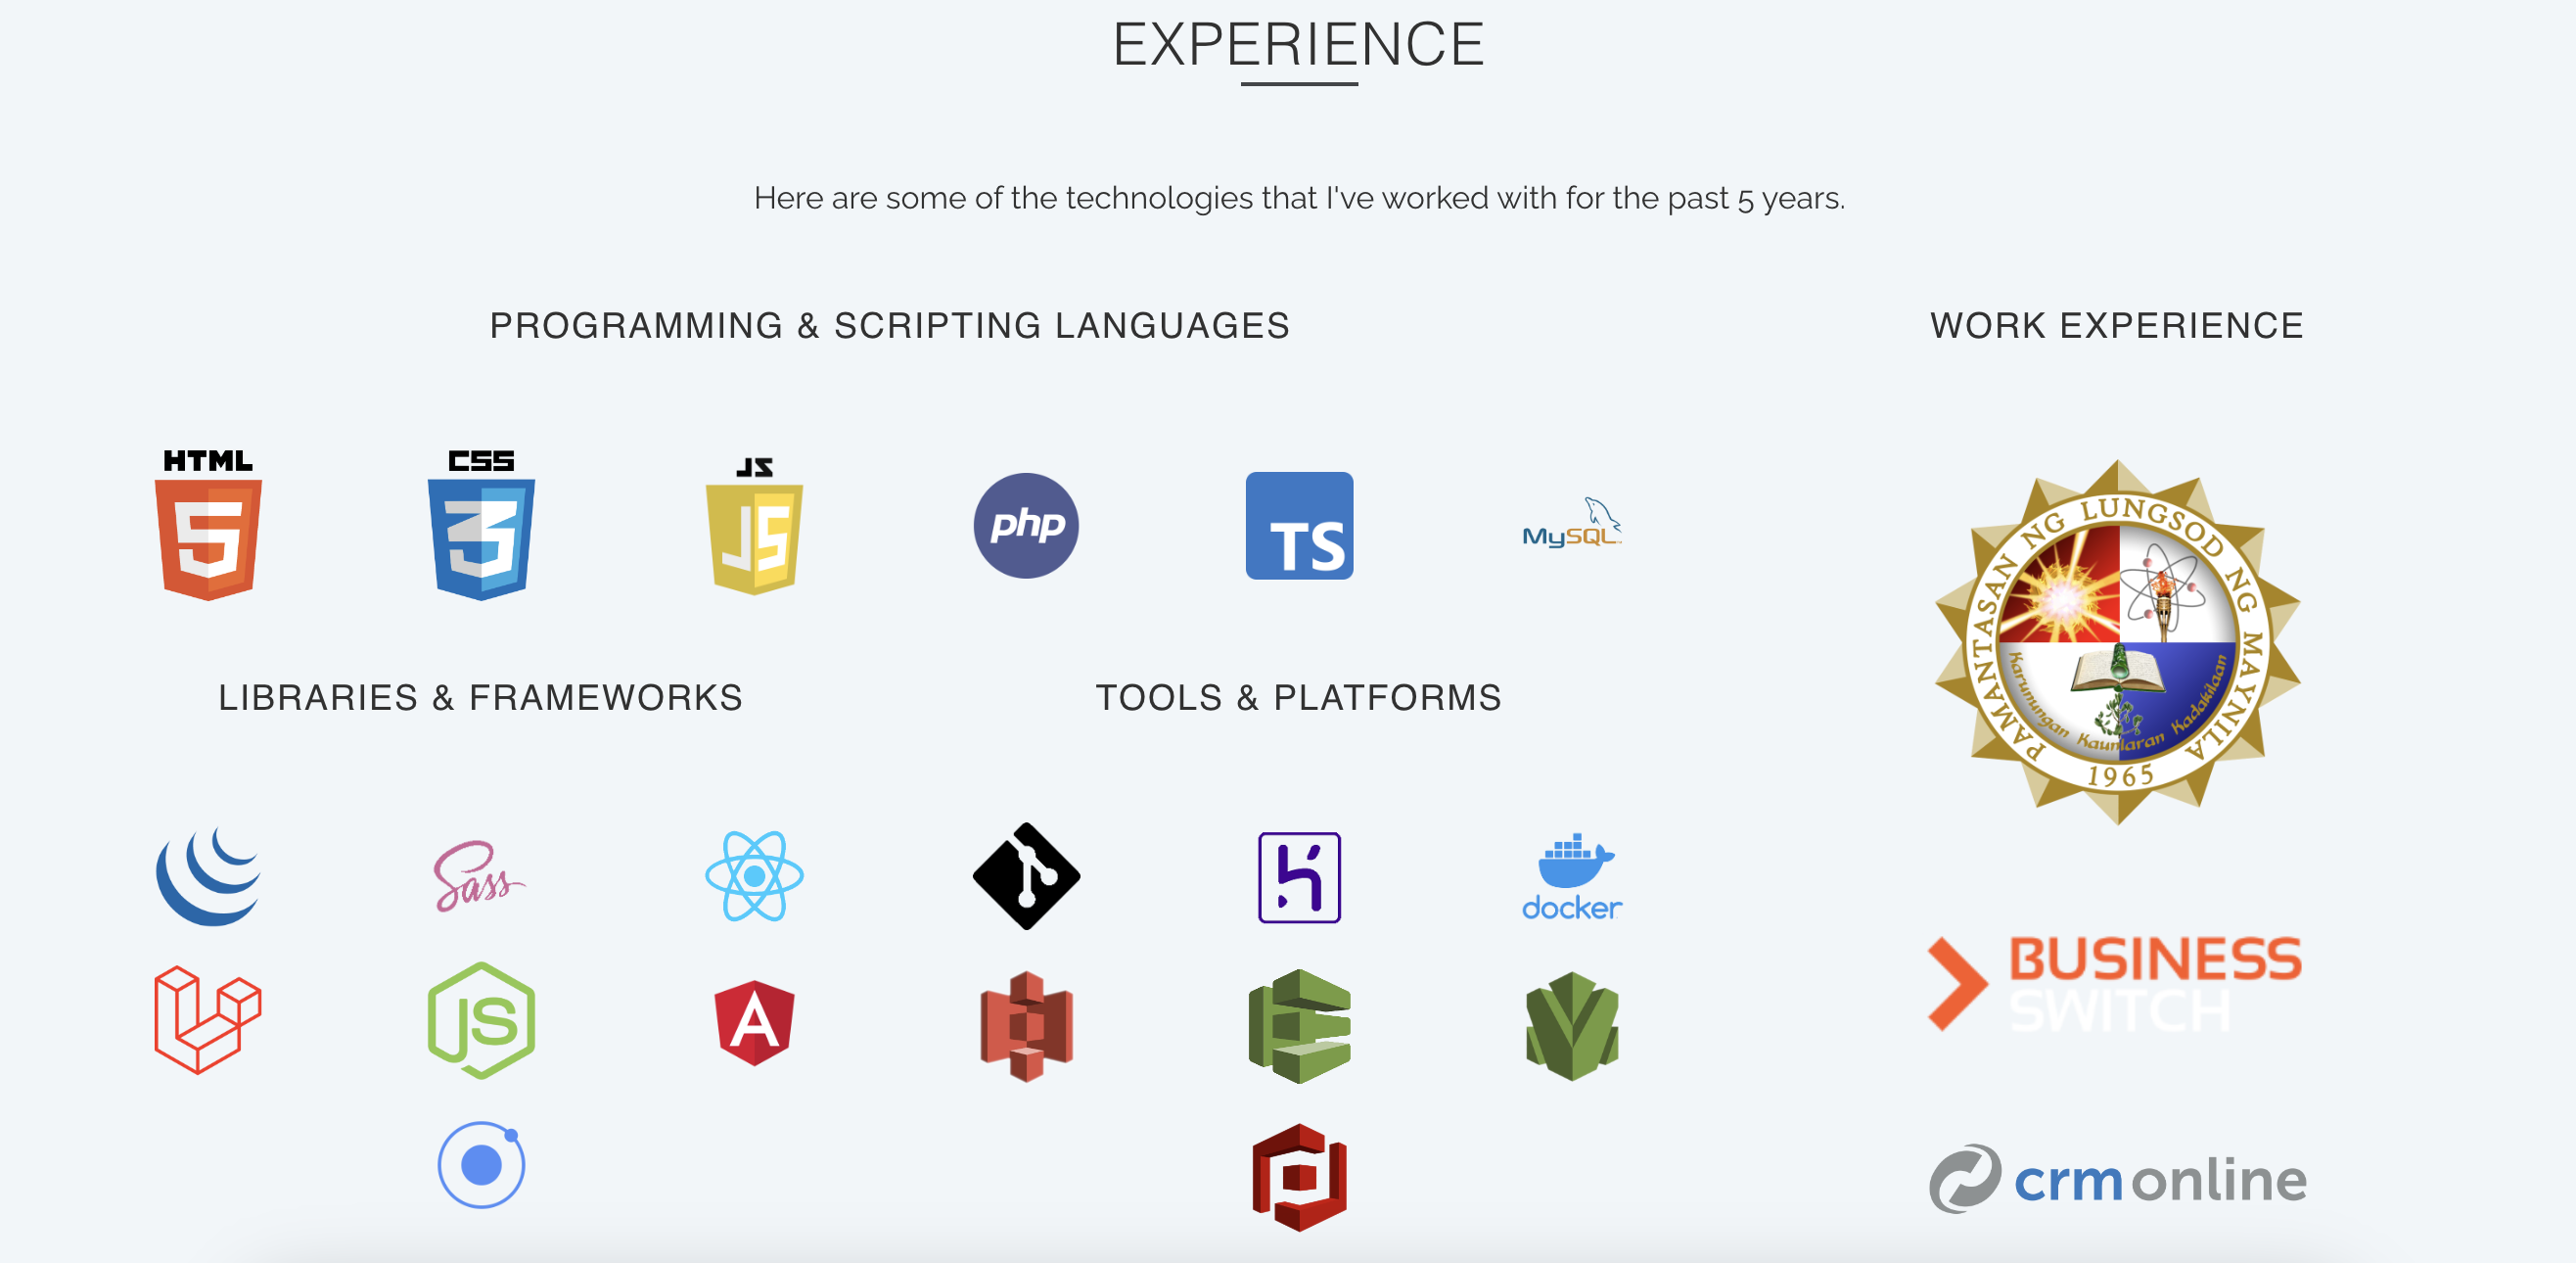 EXPERIENCE
Here are some of the technologies that I've worked with for the past 5 years.
PROGRAMMING & SCRIPTING LANGUAGES
HTML
5
CSS
3
JS
JS
php
TS
MySQL
LIBRARIES & FRAMEWORKS
Sass
JS
A
TOOLS & PLATFORMS
docker
WORK EXPERIENCE
PAMANTASAN NG LUNGSOD NG MAYNILA
Karunungan Kaunlaran Kadakilaan
1965
BUSINESS
SWITCH
crmonline